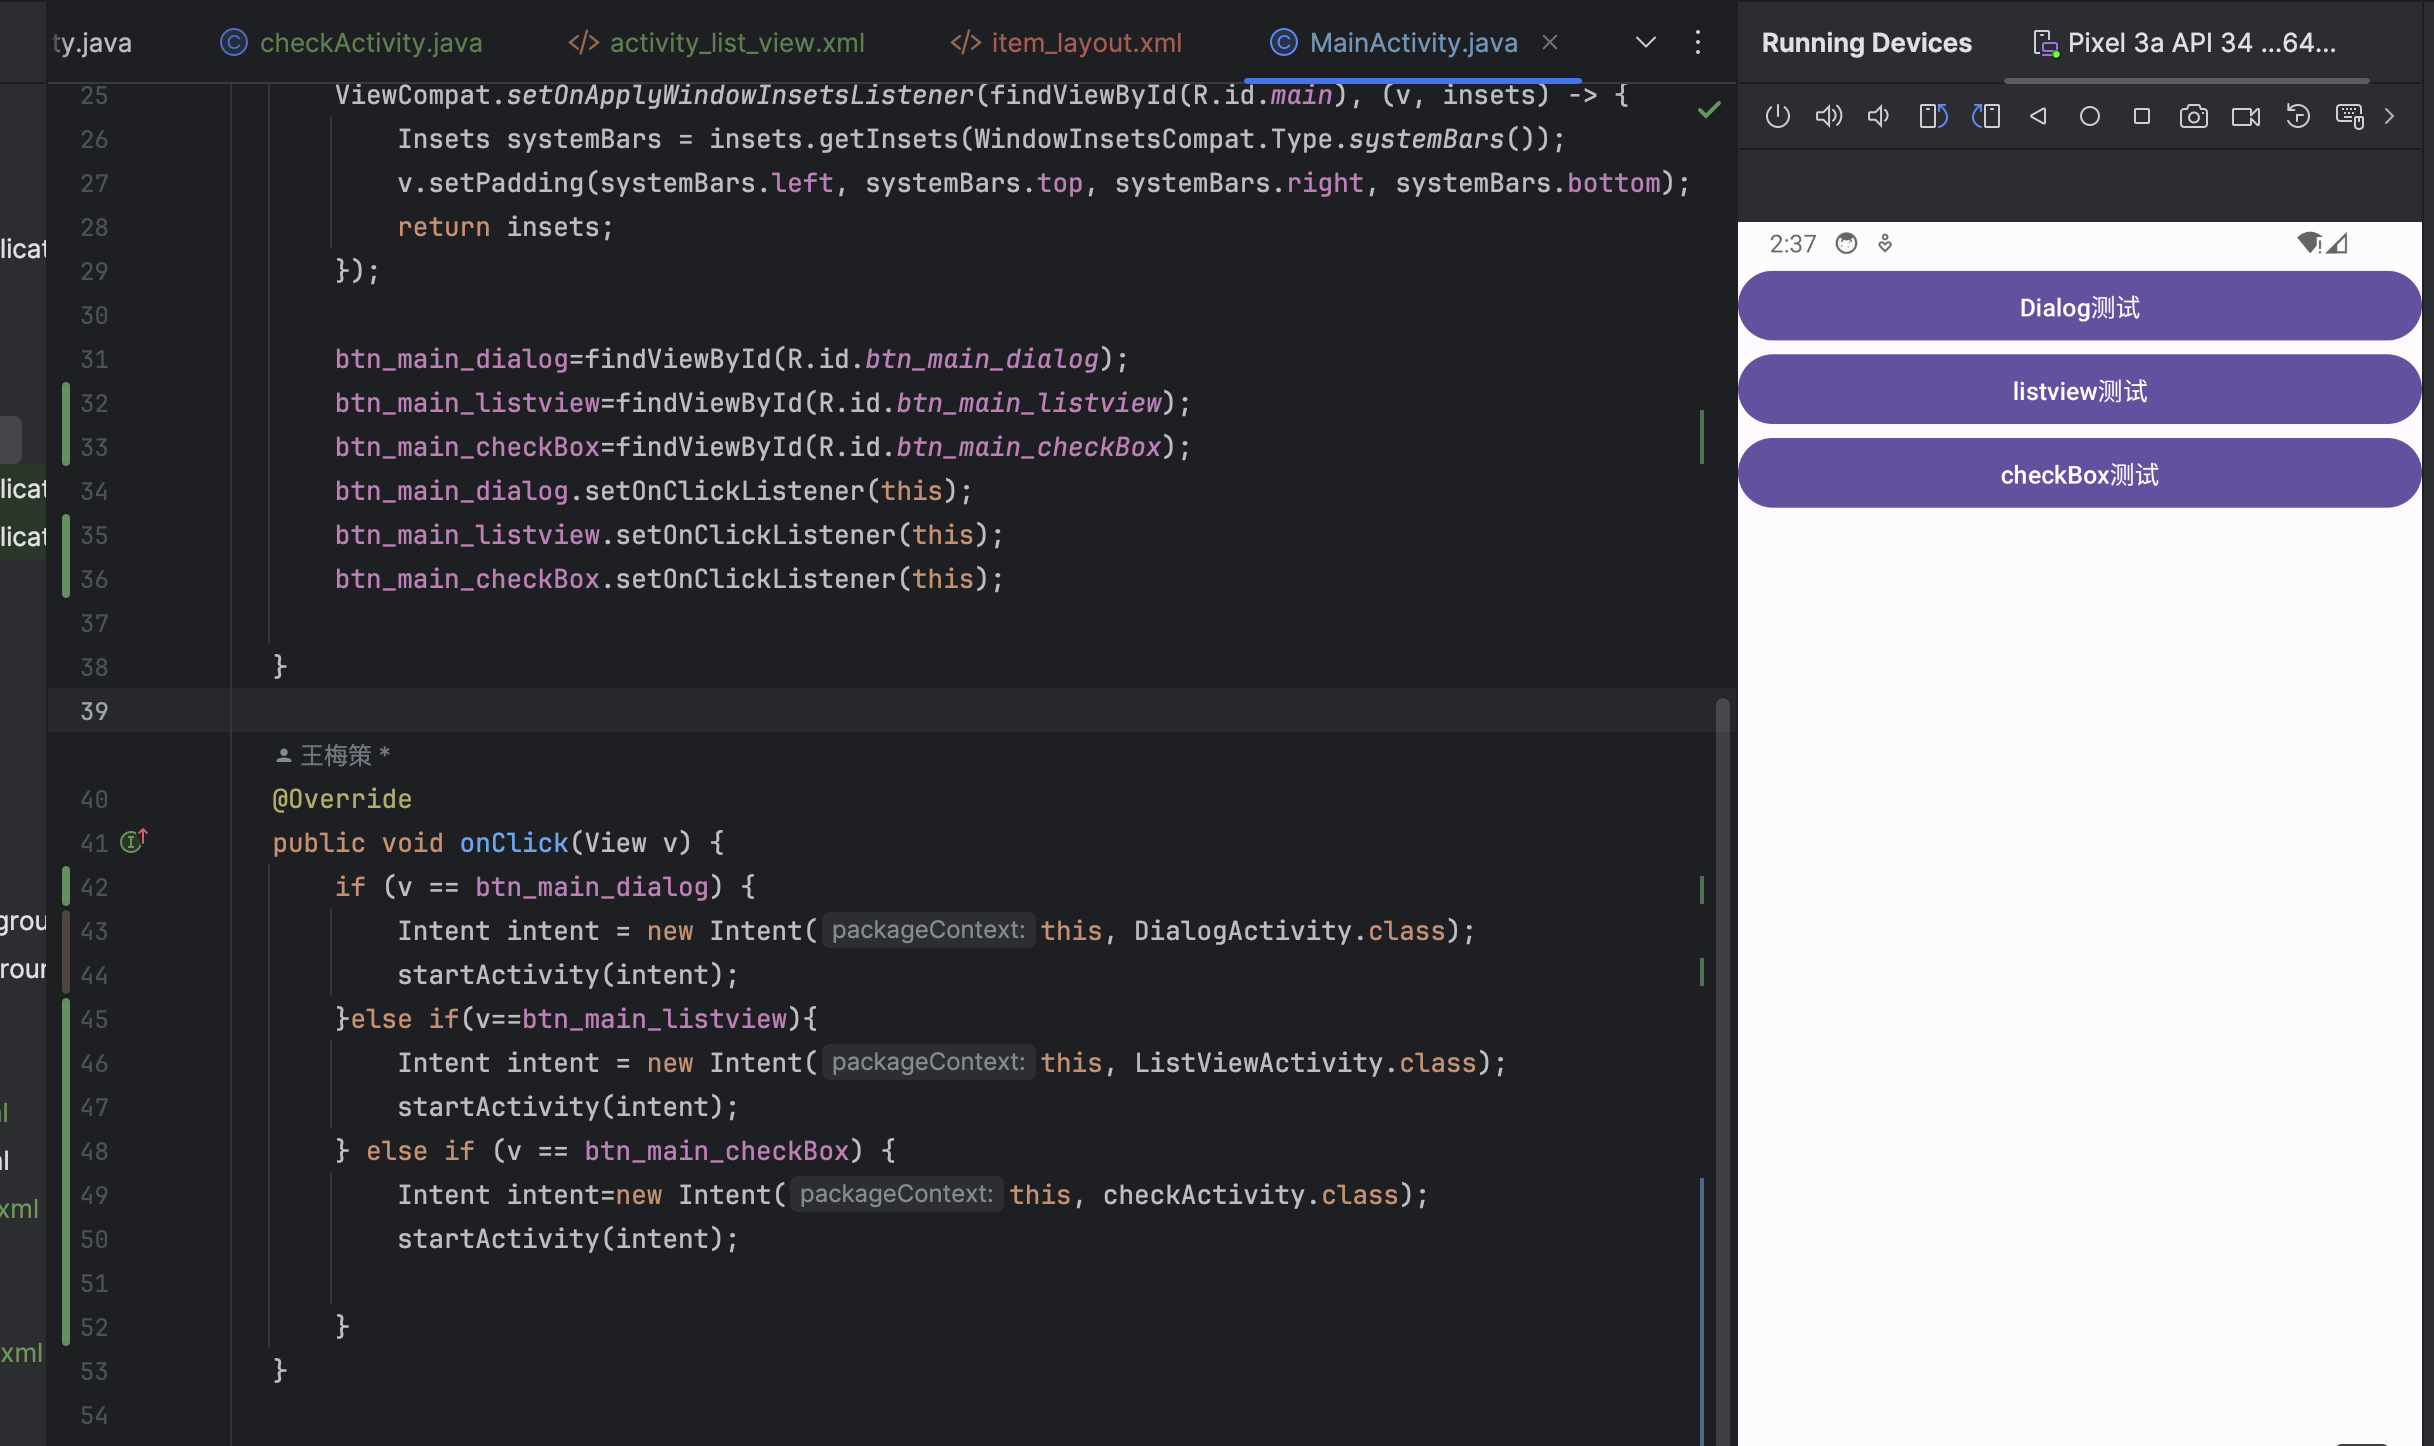 ty.java checkActivity.java activity_list_view.xml item_layout.xml MainActivity.java Running Devices Pixel 3a API 34 ...64...
25 ViewCompat.setOnApplyWindowInsetsListener(findViewById(R.id.main), (v, insets) -> {
26 Insets systemBars = insets.getInsets(WindowInsetsCompat.Type.systemBars());
27 v.setPadding(systemBars.left, systemBars.top, systemBars.right, systemBars.bottom);
28 return insets;
29 });
30
31 btn_main_dialog=findViewById(R.id.btn_main_dialog);
32 btn_main_listview=findViewById(R.id.btn_main_listview);
33 btn_main_checkBox=findViewById(R.id.btn_main_checkBox);
34 btn_main_dialog.setOnClickListener(this);
35 btn_main_listview.setOnClickListener(this);
36 btn_main_checkBox.setOnClickListener(this);
37
38 }
39
王梅策 *
40 @Override
41 public void onClick(View v) {
42 if (v == btn_main_dialog) {
43 Intent intent = new Intent( packageContext: this, DialogActivity.class);
44 startActivity(intent);
45 }else if(v==btn_main_listview){
46 Intent intent = new Intent( packageContext: this, ListViewActivity.class);
47 startActivity(intent);
48 } else if (v == btn_main_checkBox) {
49 Intent intent=new Intent( packageContext: this, checkActivity.class);
50 startActivity(intent);
51
52 }
53 }
54
licat
licat
licat
grou
roun
l
l
xml
xml
2:37
Dialog测试
listview测试
checkBox测试